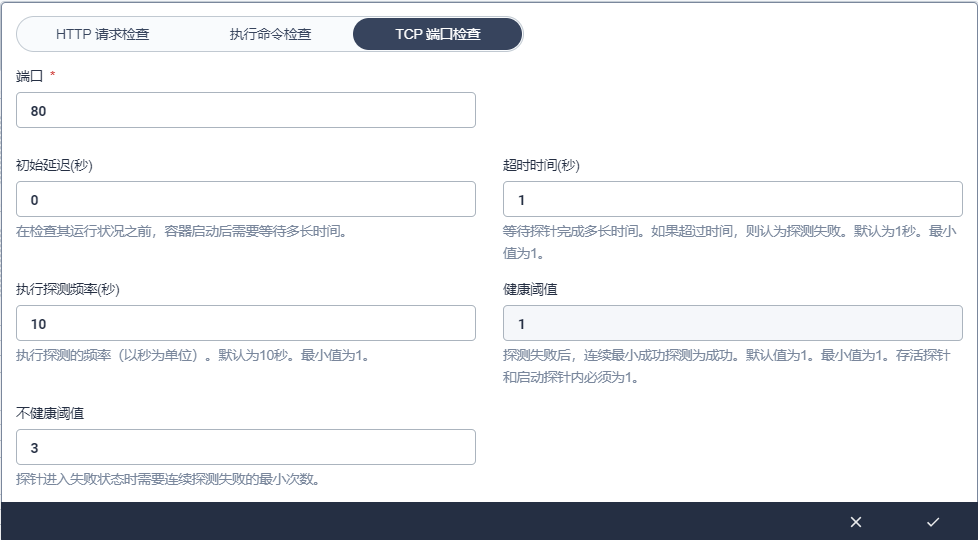 HTTP 请求检查 执行命令检查 TCP 端口检查
端口 *
80
初始延迟(秒) 超时时间(秒)
0 1
在检查其运行状况之前，容器启动后需要等待多长时间。
等待探针完成多长时间。如果超过时间，则认为探测失败。默认为1秒。最小
值为1。
执行探测频率(秒) 健康阈值
10 1
执行探测的频率（以秒为单位）。默认为10秒。最小值为1。
探测失败后，连续最小成功探测为成功。默认值为1。最小值为1。存活探针
和启动探针内必须为1。
不健康阈值
3
探针进入失败状态时需要连续探测失败的最小次数。